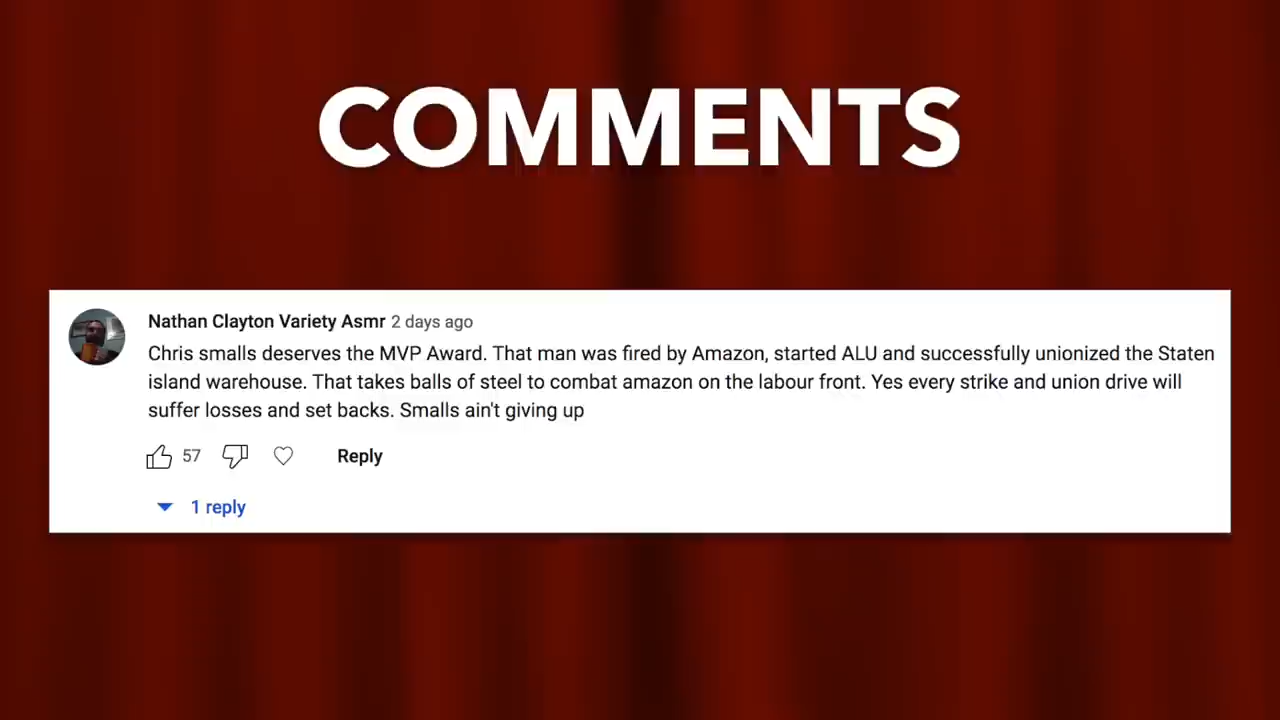 COMMENTS
Nathan Clayton Variety Asmr 2 days ago
Chris smalls deserves the MVP Award. That man was fired by Amazon, started ALU and successfully unionized the Staten
island warehouse. That takes balls of steel to combat amazon on the labour front. Yes every strike and union drive will
suffer losses and set backs. Smalls ain't giving up
57 Reply
1 reply